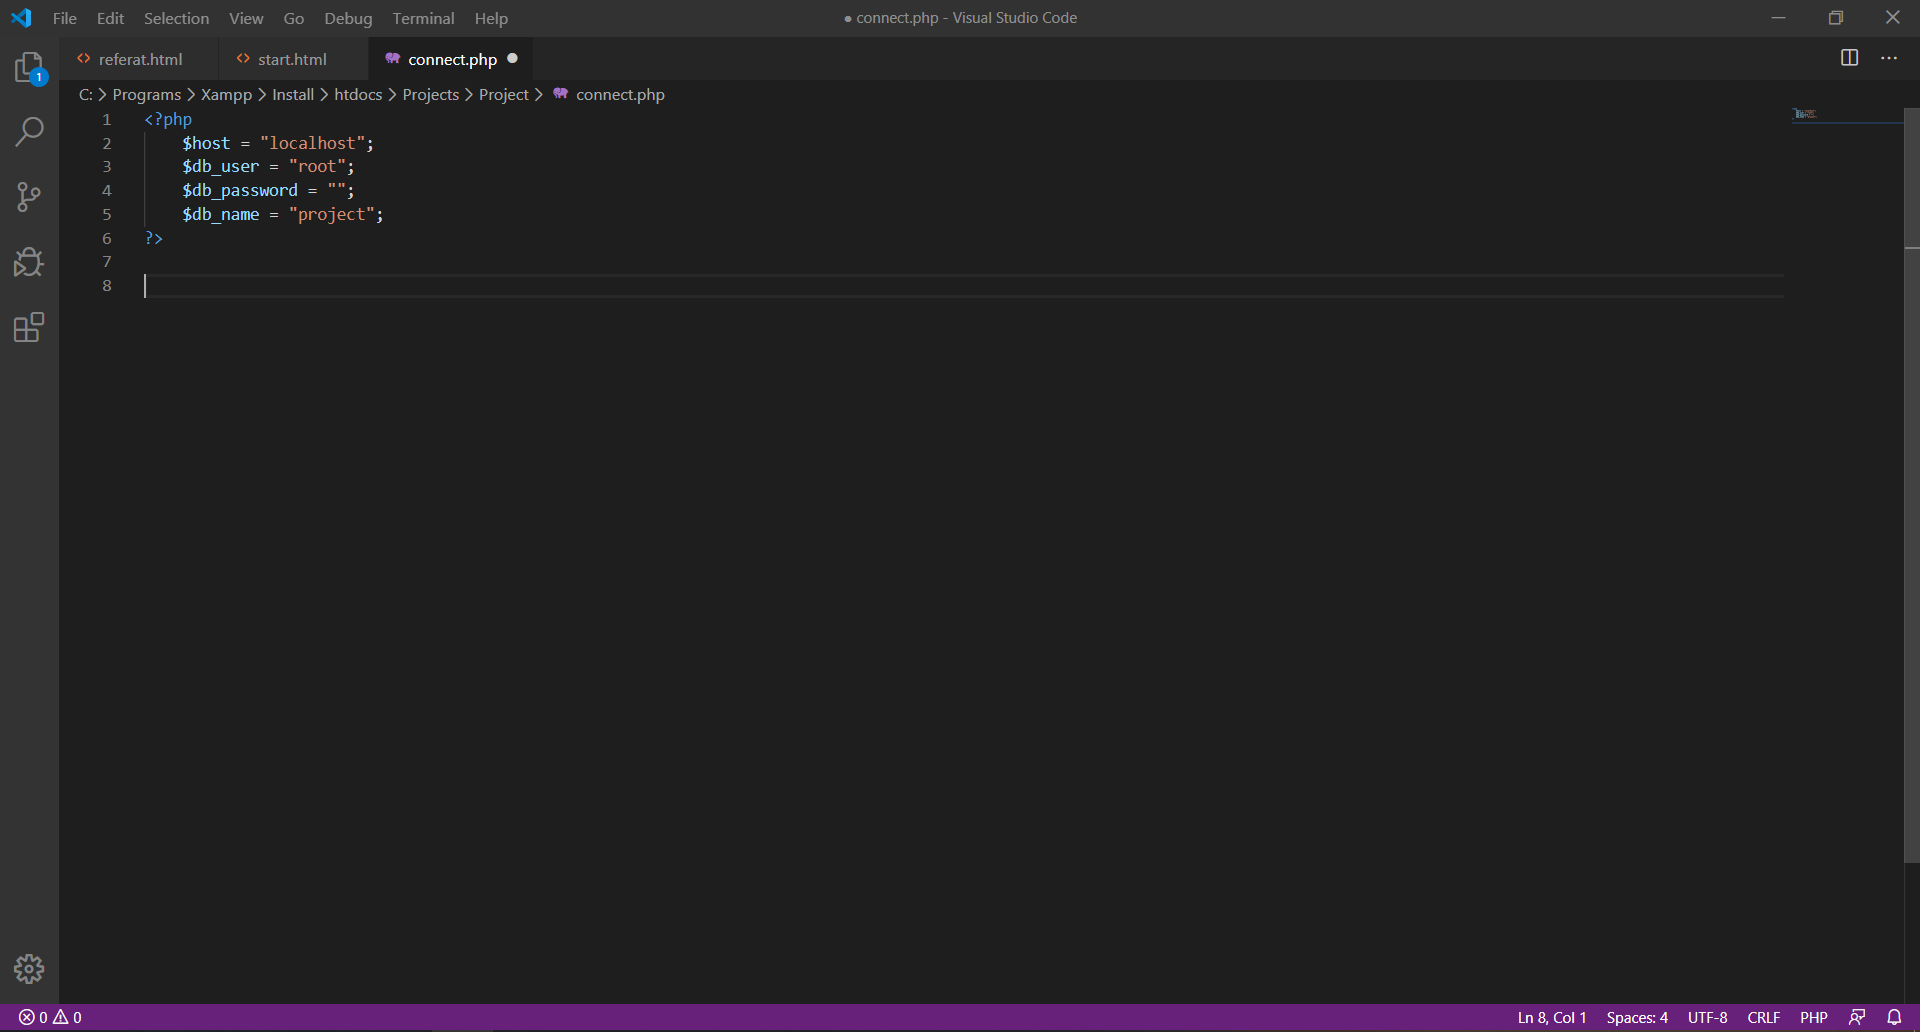 File Edit Selection View Go Debug Terminal Help
● connect.php - Visual Studio Code
referat.html
start.html
connect.php ●
C: > Programs > Xampp > Install > htdocs > Projects > Project > connect.php
1 <?php
2 $host = "localhost";
3 $db_user = "root";
4 $db_password = "";
5 $db_name = "project";
6 ?>
7
8
1
0 0
Ln 8, Col 1 Spaces: 4 UTF-8 CRLF PHP